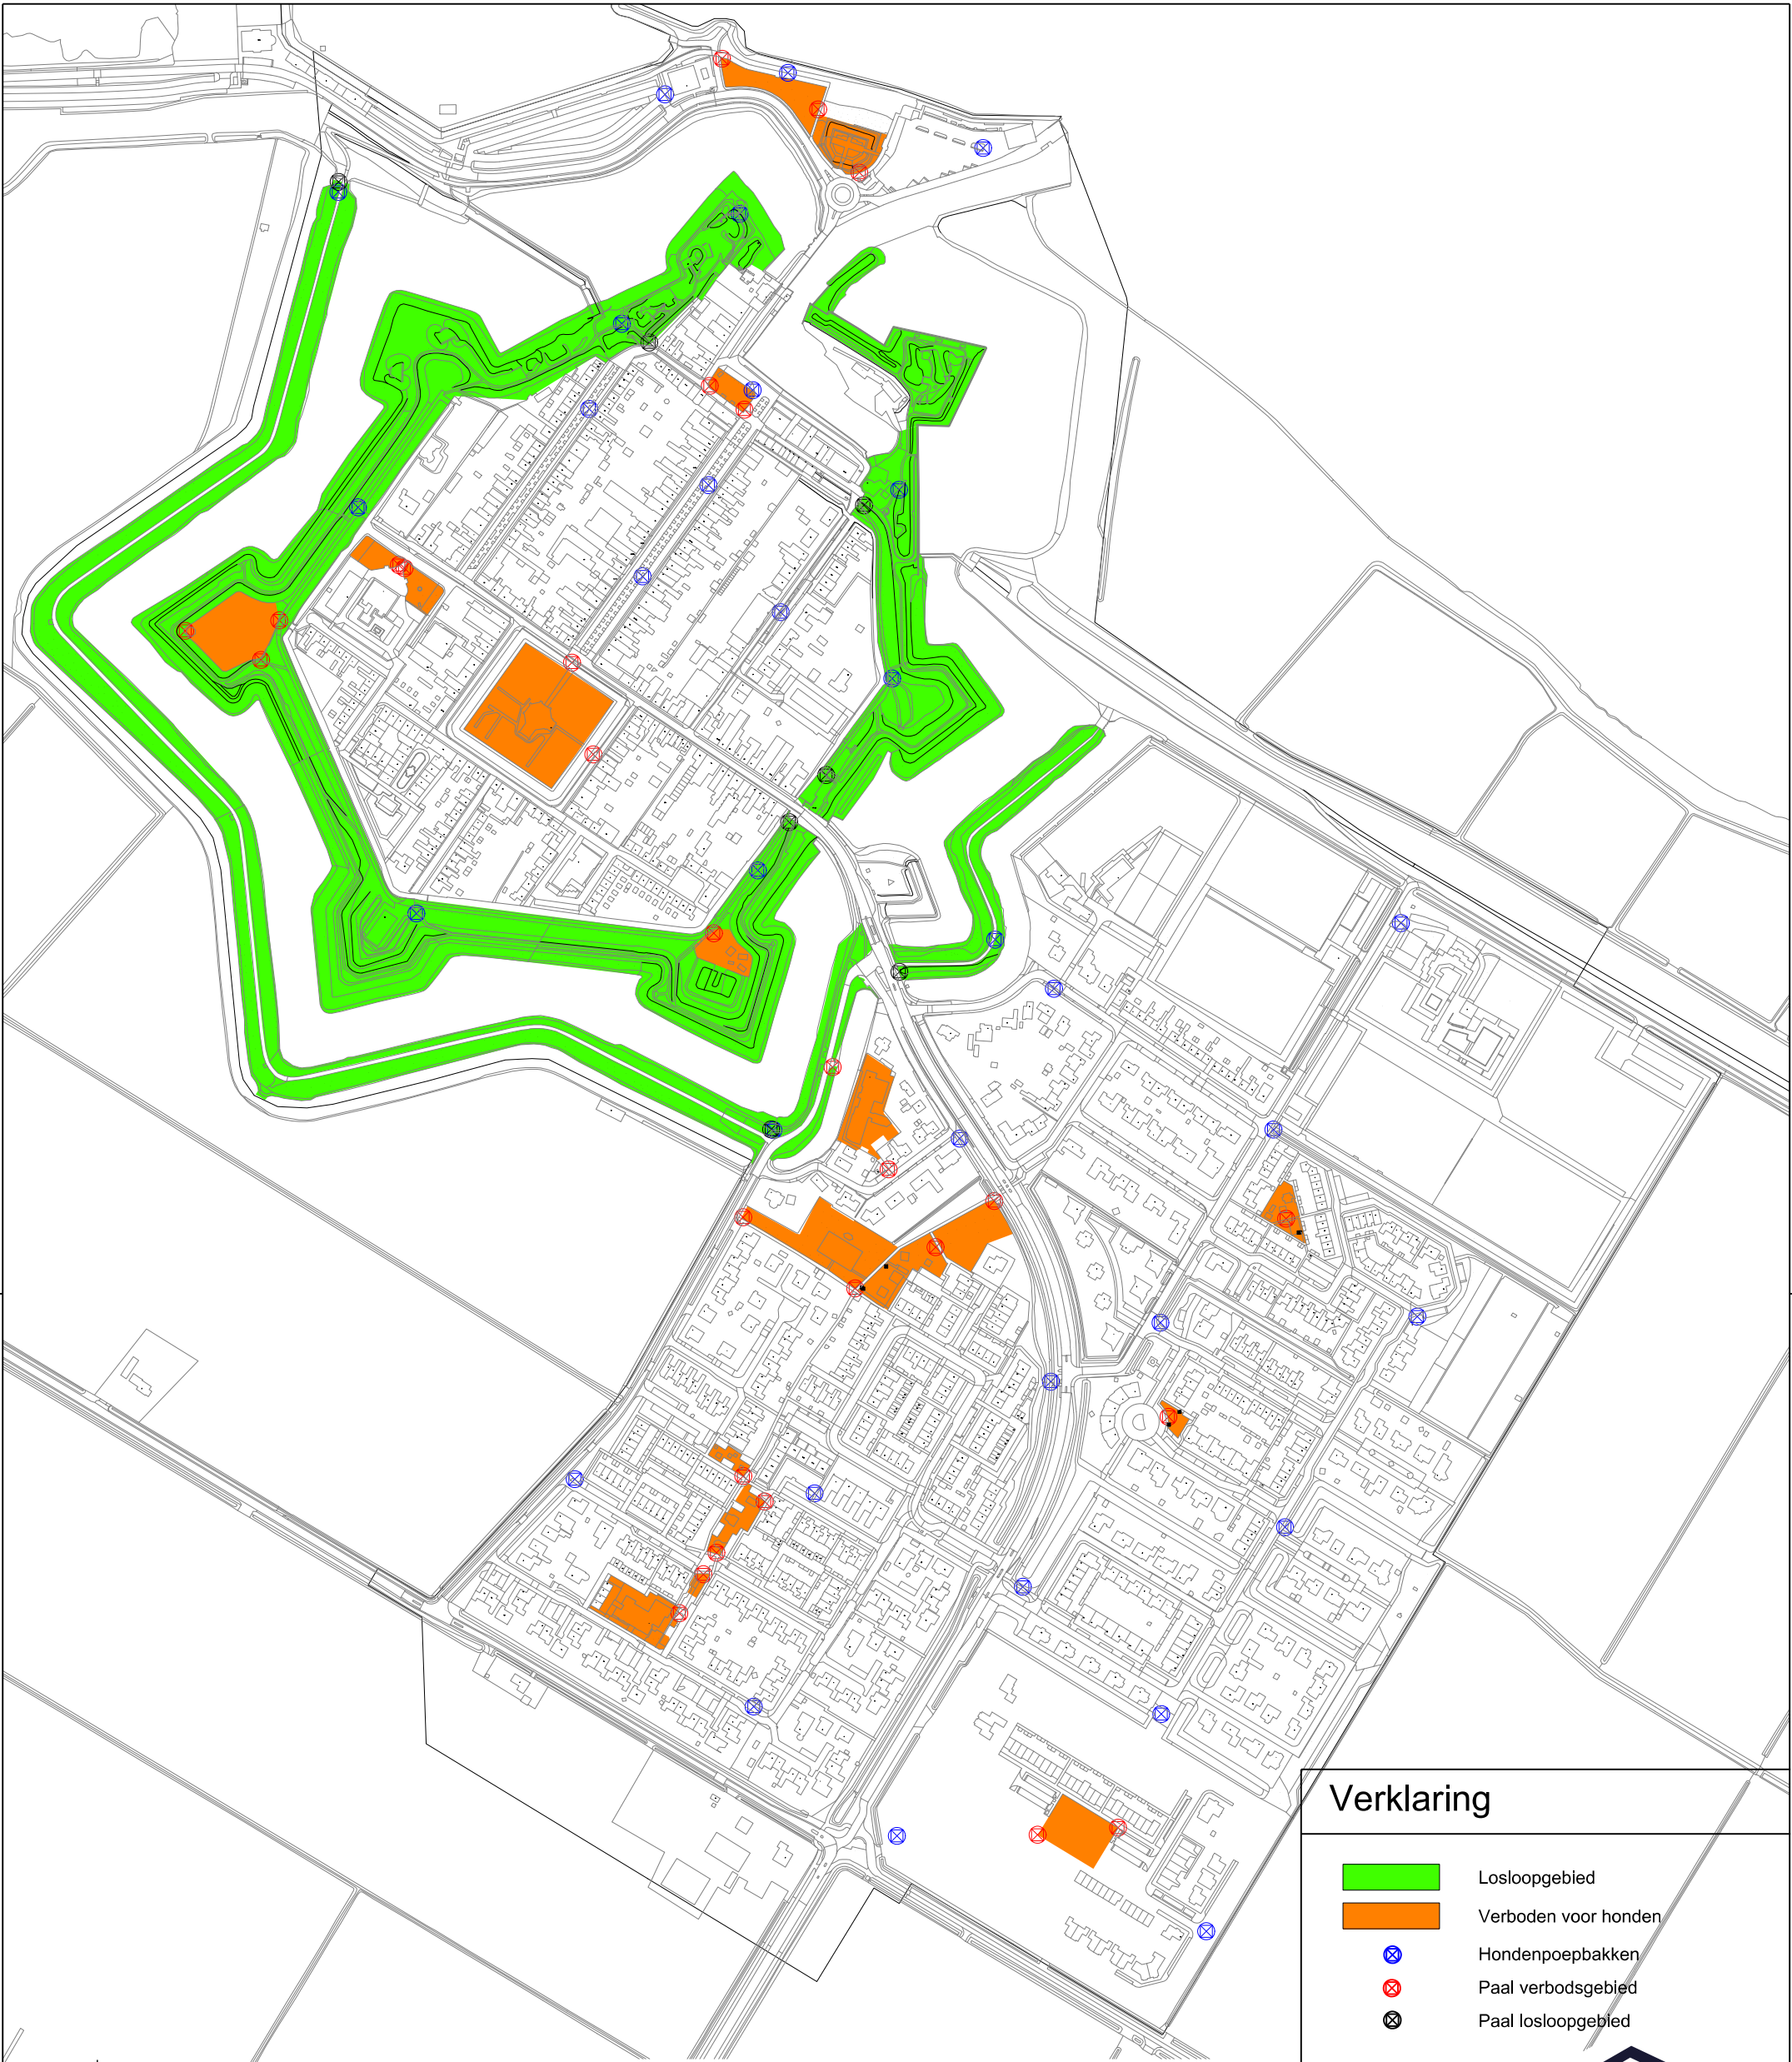 Verklaring
Losloopgebied
Verboden voor honden
Hondenpoepbakken
Paal verbodsgebied
Paal losloopgebied